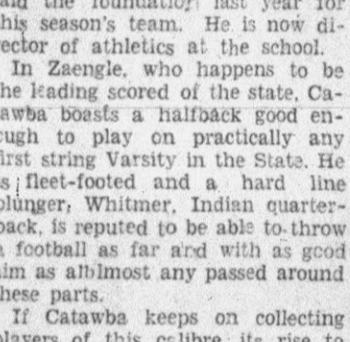 the foundation last year for
his season's team. He is now di-
rector of athletics at the school.
In Zaengle, who happens to be
he leading scored of the state, Ca-
awba boasts a halfback good en-
ough to play on practically any
first string Varsity in the State. He
is fleet-footed and a hard line
plunger; Whitmer, Indian quarter-
back, is reputed to be able to throw
a football as far and with as good
aim as alblmost any passed around
hese parts.
If Catawba keeps on collecting
players of this calibre its rise to